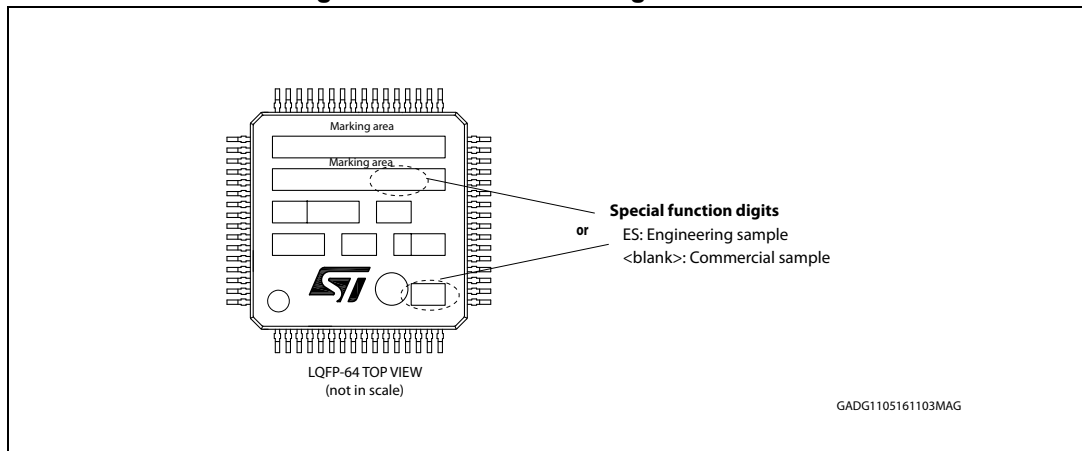 Marking area
Marking area
Special function digits
or
ES: Engineering sample
<blank>: Commercial sample
ST
LQFP-64 TOP VIEW
(not in scale)
GADG1105161103MAG